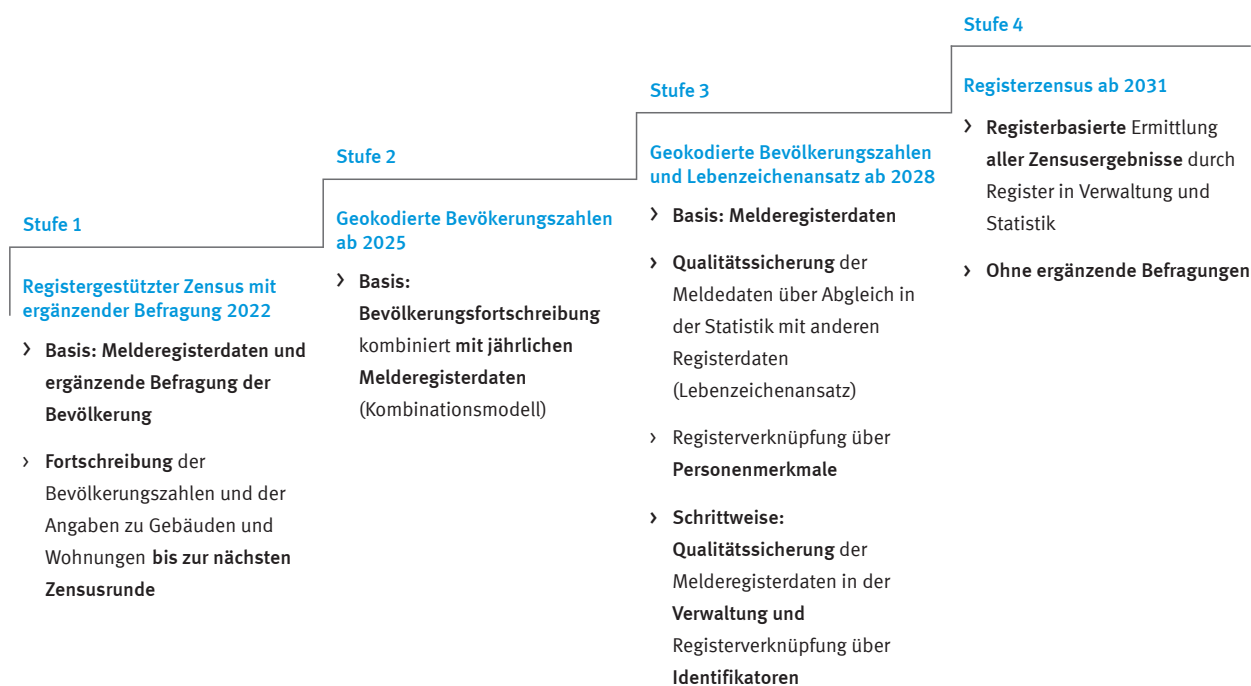 Stufe 1
Registergestützter Zensus mit
ergänzender Befragung 2022
› Basis: Melderegisterdaten und
ergänzende Befragung der
Bevölkerung
› Fortschreibung der
Bevölkerungszahlen und der
Angaben zu Gebäuden und
Wohnungen bis zur nächsten
Zensusrunde
Stufe 2
Geokodierte Bevökerungszahlen
ab 2025
› Basis:
Bevölkerungsfortschreibung
kombiniert mit jährlichen
Melderegisterdaten
(Kombinationsmodell)
Stufe 3
Geokodierte Bevölkerungszahlen
und Lebenzeichenansatz ab 2028
› Basis: Melderegisterdaten
› Qualitätssicherung der
Meldedaten über Abgleich in
der Statistik mit anderen
Registerdaten
(Lebenzeichenansatz)
› Registerverknüpfung über
Personenmerkmale
› Schrittweise:
Qualitätssicherung der
Melderegisterdaten in der
Verwaltung und
Registerverknüpfung über
Identifikatoren
Stufe 4
Registerzensus ab 2031
› Registerbasierte Ermittlung
aller Zensusergebnisse durch
Register in Verwaltung und
Statistik
› Ohne ergänzende Befragungen